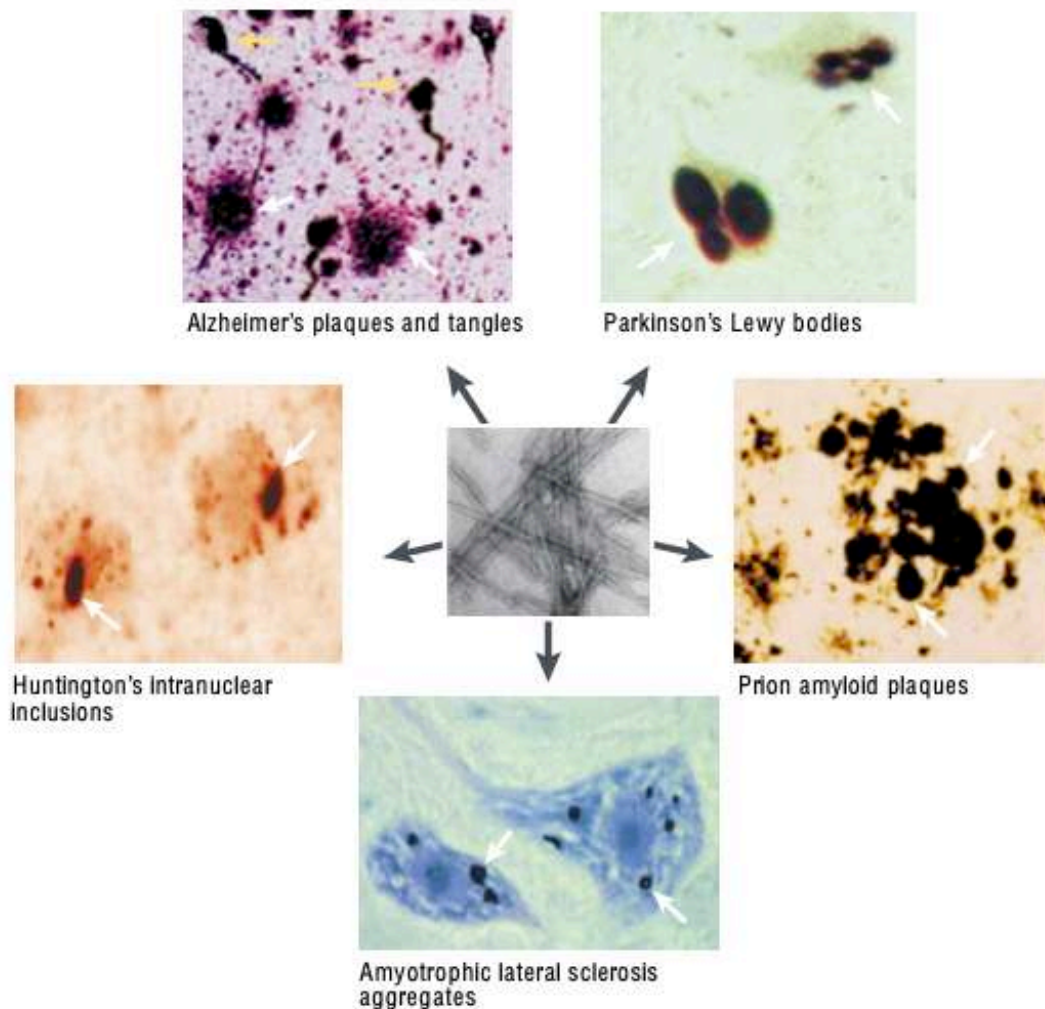 Alzheimer's plaques and tangles
Parkinson's Lewy bodies
Huntington's intranuclear
inclusions
Prion amyloid plaques
Amyotrophic lateral sclerosis
aggregates